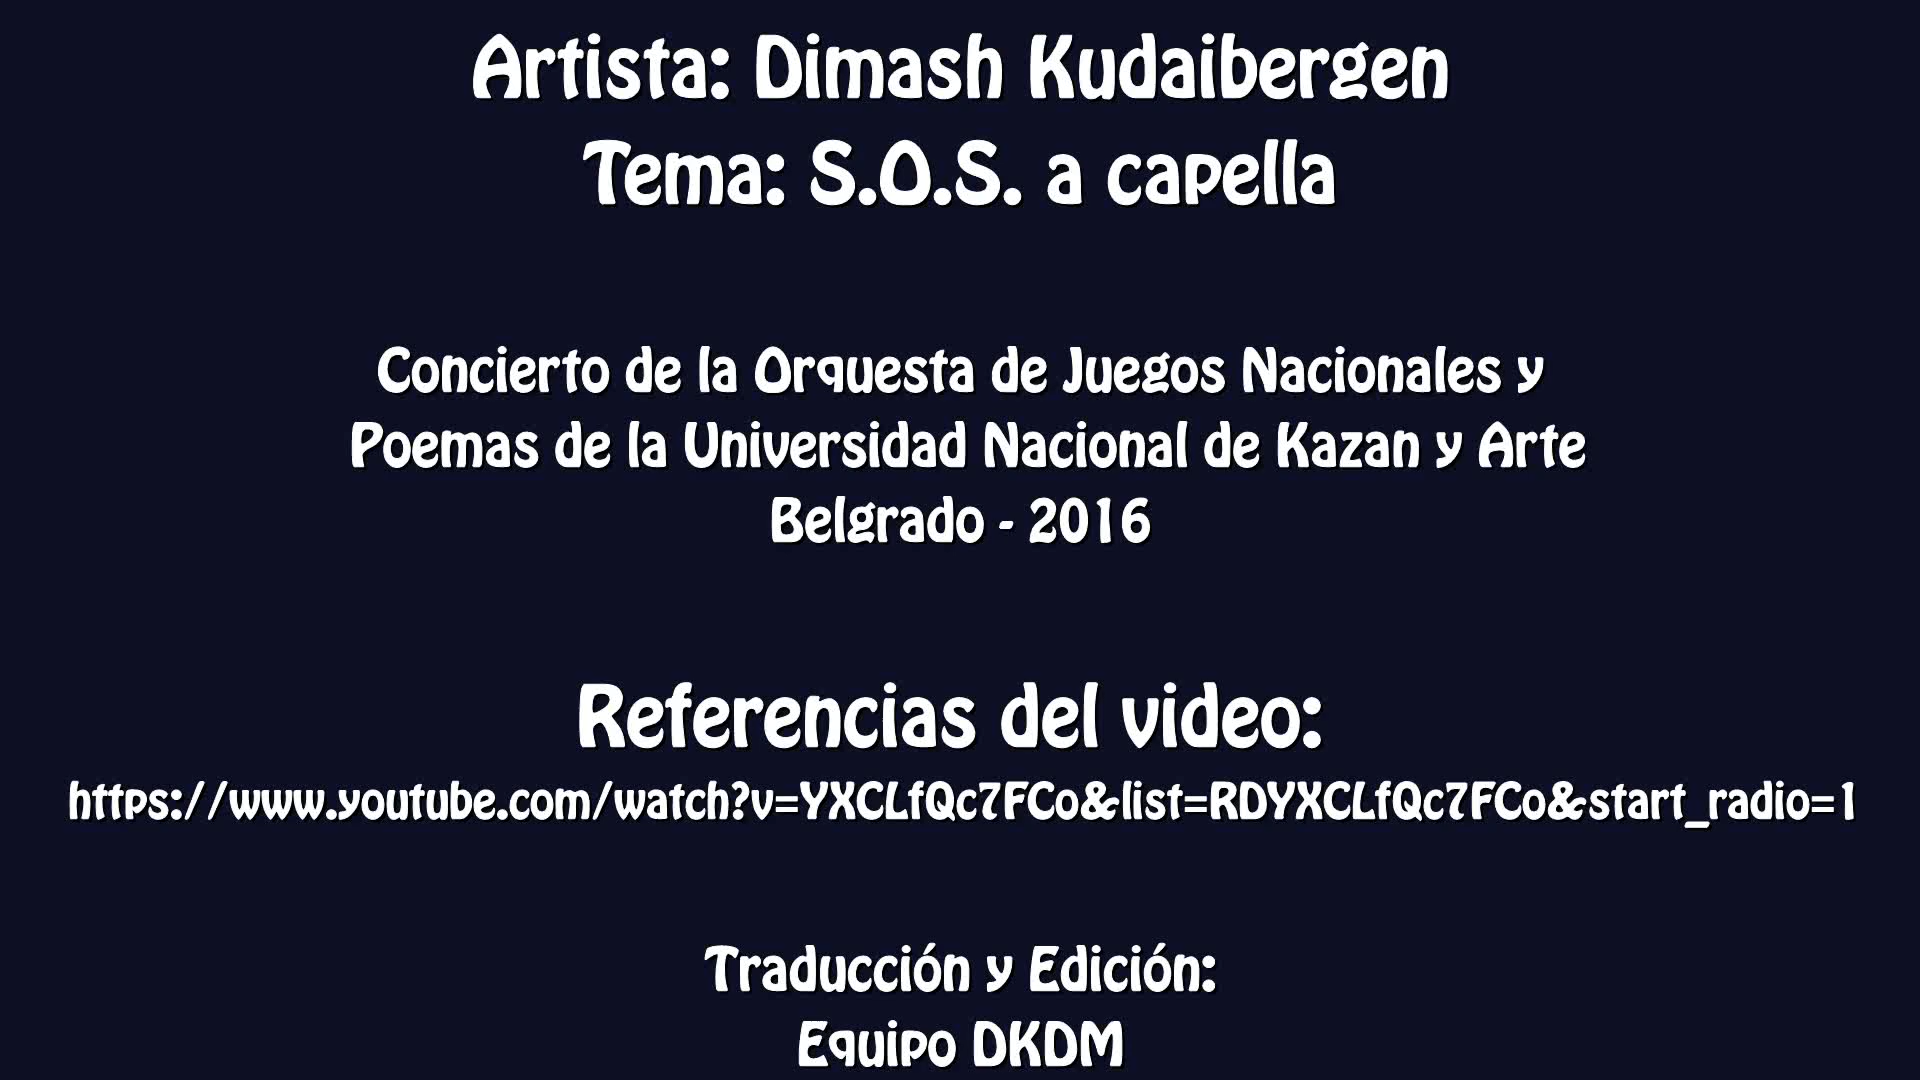 Artista: Dimash Kudaibergen
Tema: S.O.S. a capella
Concierto de la Orquesta de Juegos Nacionales y
Poemas de la Universidad Nacional de Kazan y Arte
Belgrado - 2016
Referencias del video:
https://www.youtube.com/watch?v=YXCLfQc7FCo&list=RDYXCLfQc7FCo&start_radio=1
Traducción y Edición:
Equipo DKDM